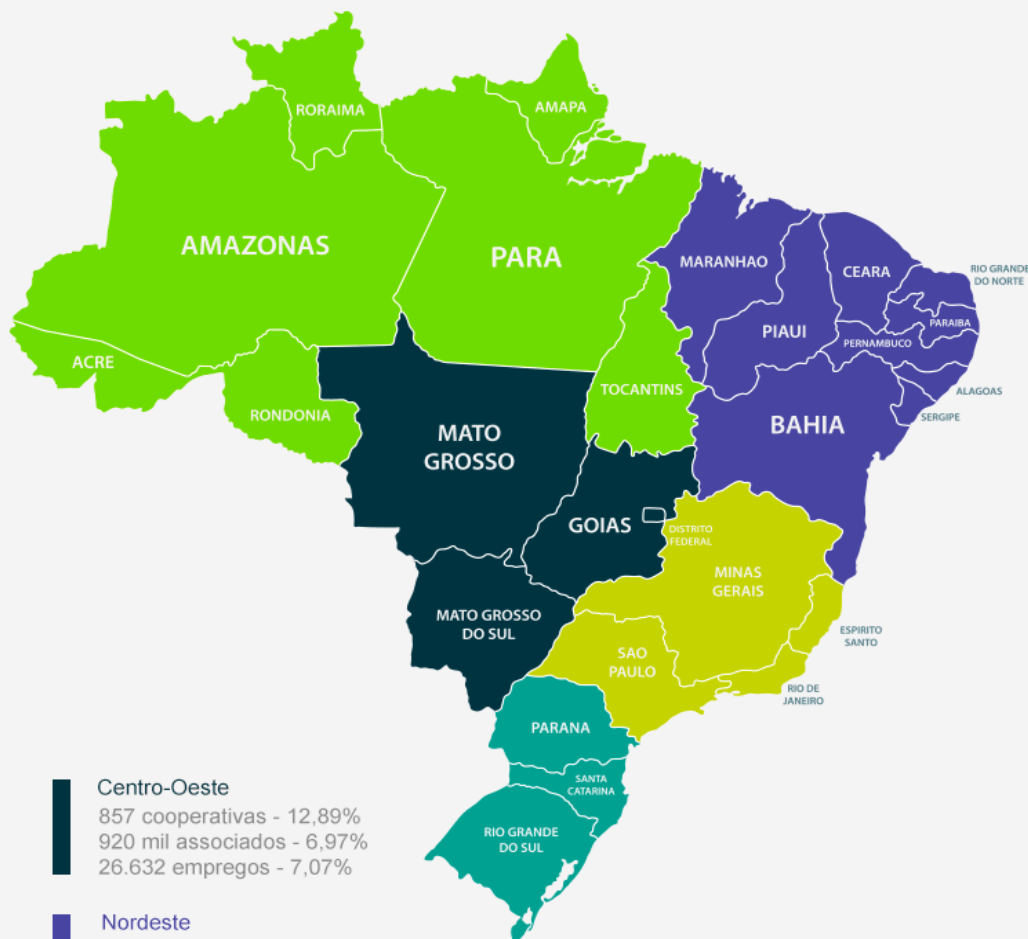 RORAIMA
AMAPA
AMAZONAS
PARA
MARANHAO
CEARA
RIO GRANDE
DO NORTE
PIAUI
PARAIBA
PERNAMBUCO
ACRE
TOCANTINS
ALAGOAS
RONDONIA
SERGIPE
BAHIA
MATO
GROSSO
GOIAS
DISTRITO
FEDERAL
MINAS
GERAIS
MATO GROSSO
DO SUL
ESPIRITO
SANTO
SAO
PAULO
RIO DE
JANEIRO
PARANA
SANTA
CATARINA
RIO GRANDE
DO SUL
Centro-Oeste
857 cooperativas - 12,89%
920 mil associados - 6,97%
26.632 empregos - 7,07%
Nordeste